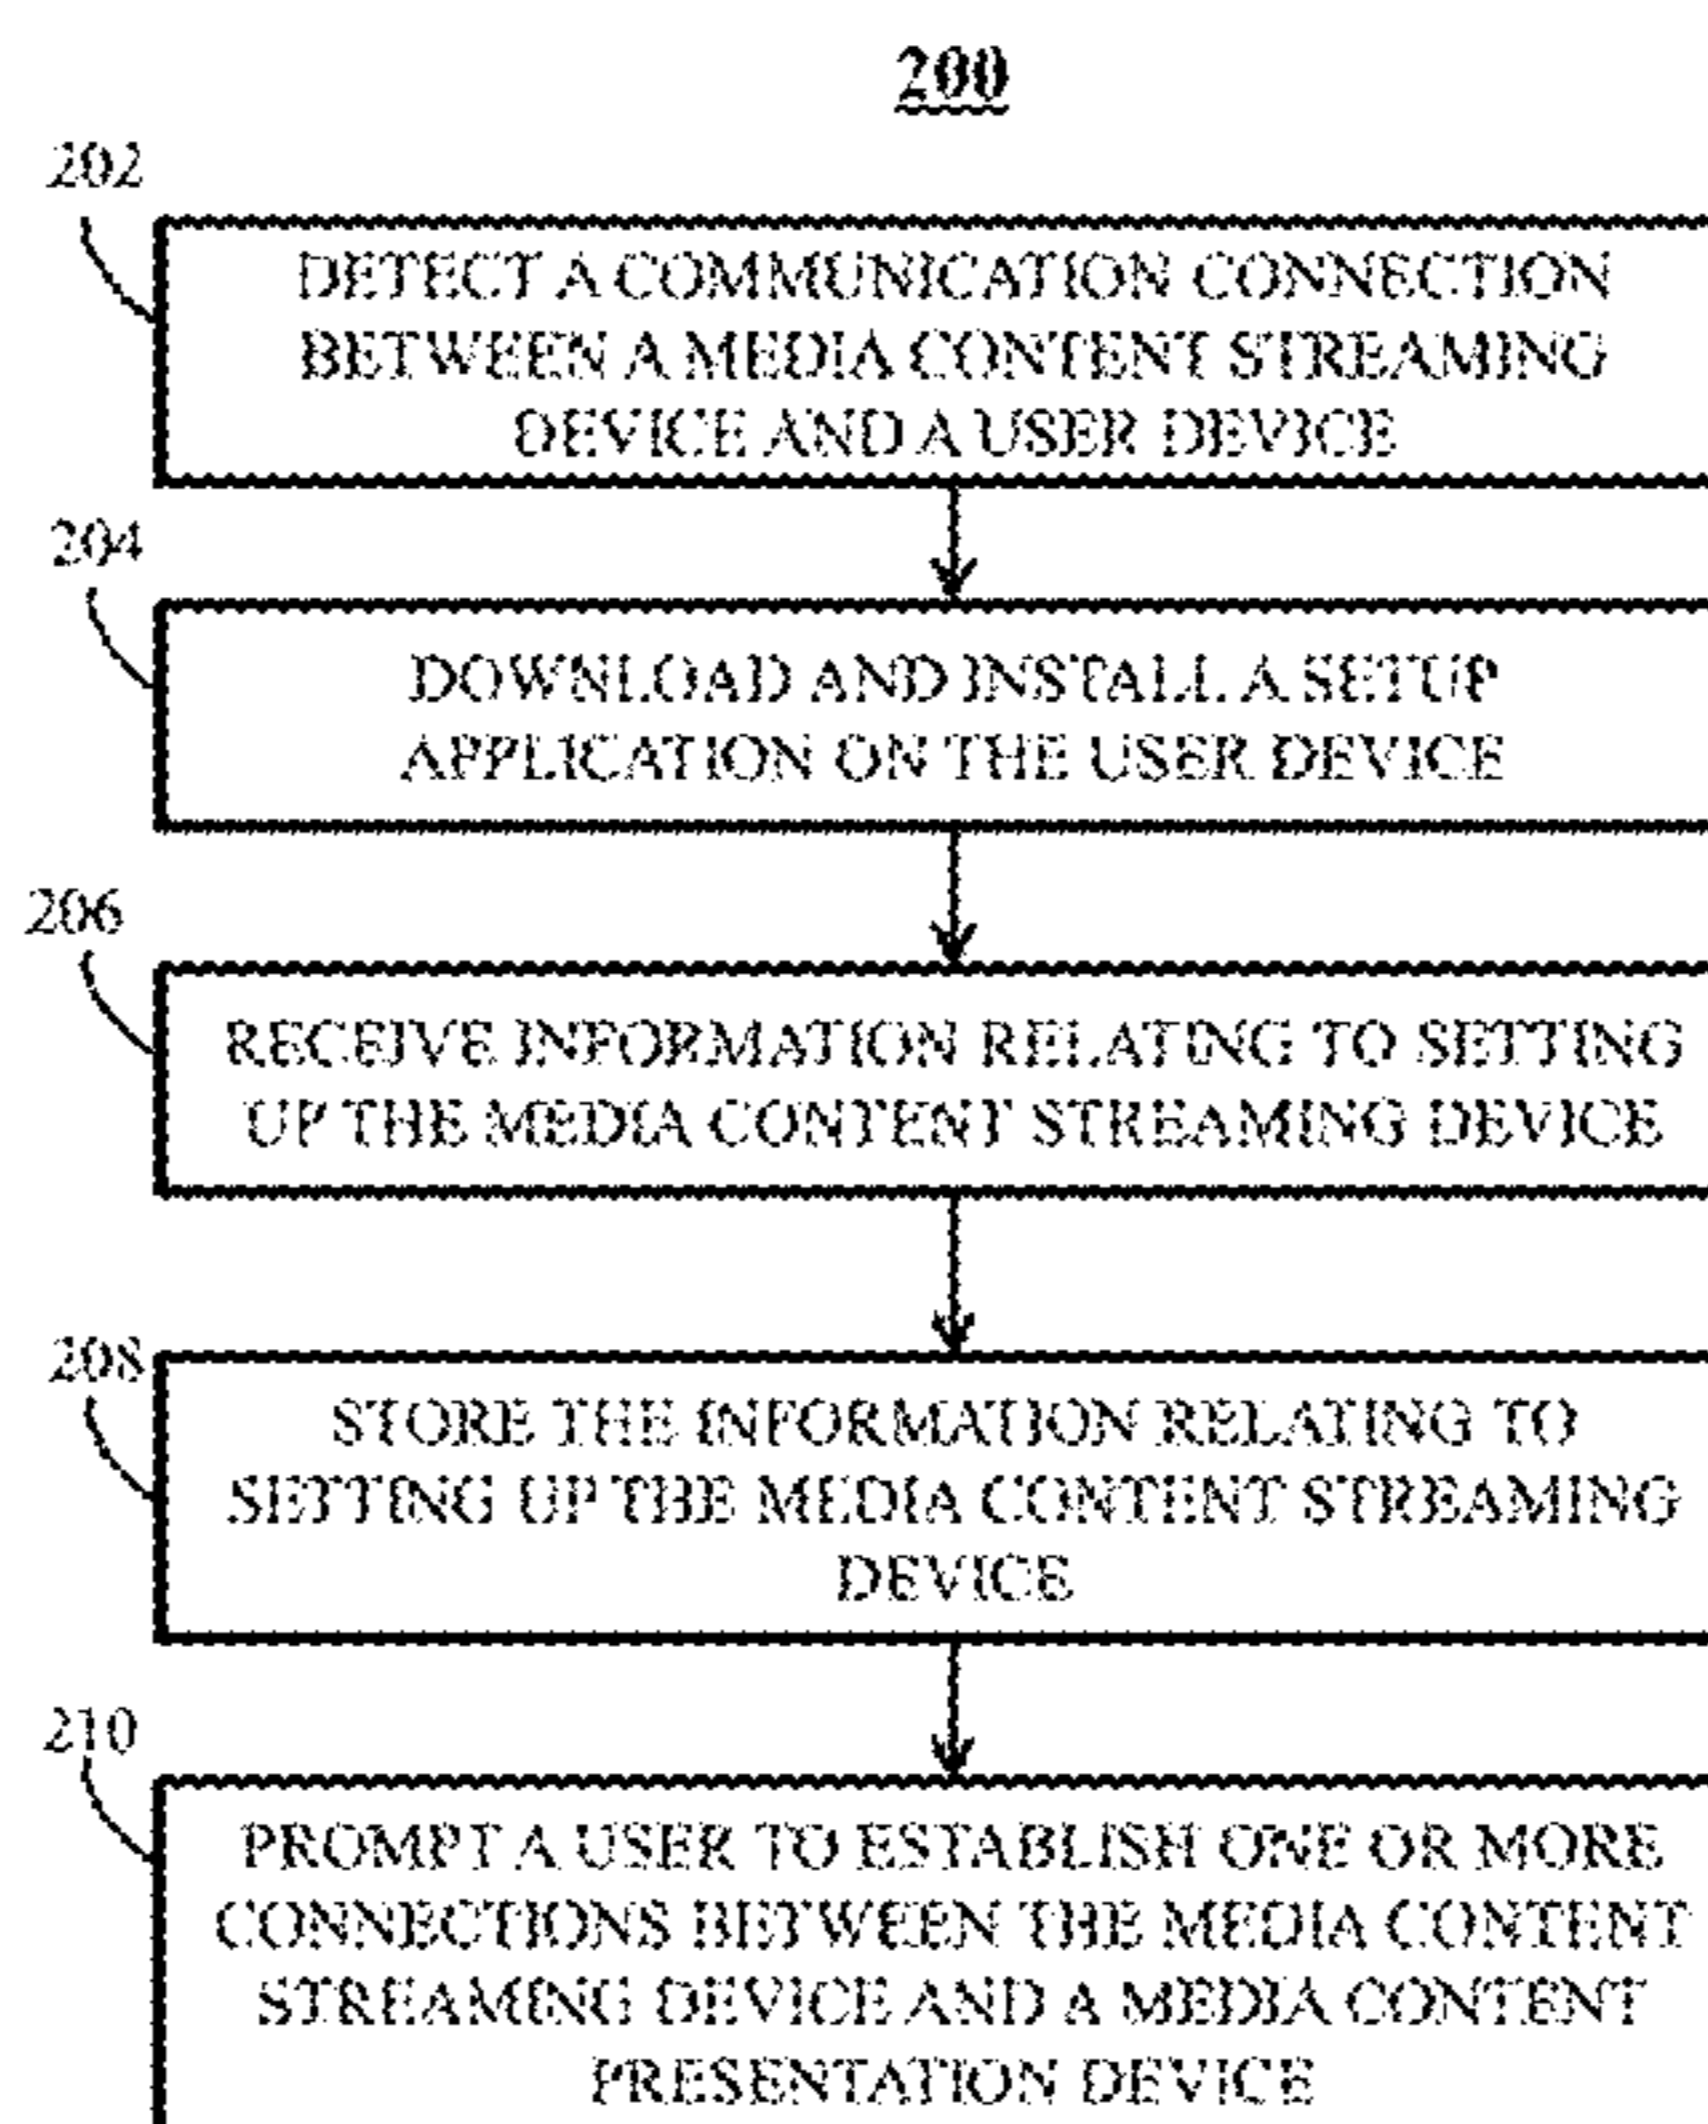 200
202
DETECT A COMMUNICATION CONNECTION
BETWEEN A MEDIA CONTENT STREAMING
DEVICE AND A USER DEVICE
204
DOWNLOAD AND INSTALL A SETUP
APPLICATION ON THE USER DEVICE
206
RECEIVE INFORMATION RELATING TO SETTING
UP THE MEDIA CONTENT STREAMING DEVICE
208
STORE THE INFORMATION RELATING TO
SETTING UP THE MEDIA CONTENT STREAMING
DEVICE
210
PROMPT A USER TO ESTABLISH ONE OR MORE
CONNECTIONS BETWEEN THE MEDIA CONTENT
STREAMING DEVICE AND A MEDIA CONTENT
PRESENTATION DEVICE